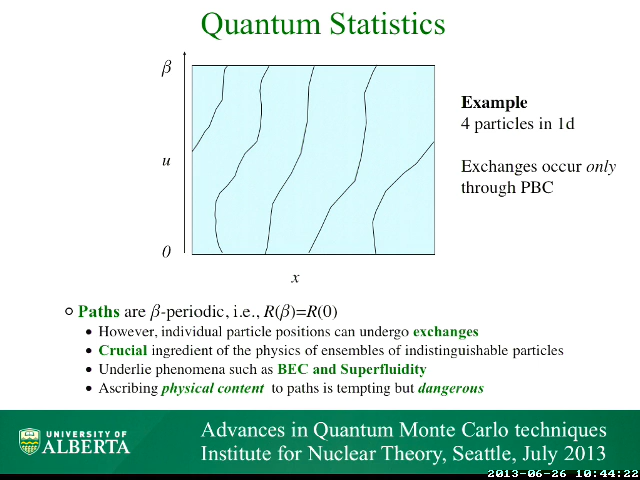 Quantum Statistics
β
Example
4 particles in 1d
u
Exchanges occur only
through PBC
0
x
Paths are β-periodic, i.e., R(β)=R(0)
However, individual particle positions can undergo exchanges
Crucial ingredient of the physics of ensembles of indistinguishable particles
Underlie phenomena such as BEC and Superfluidity
Ascribing physical content to paths is tempting but dangerous
UNIVERSITY OF
ALBERTA
Advances in Quantum Monte Carlo techniques
Institute for Nuclear Theory, Seattle, July 2013
2013-06-26 10:44:22